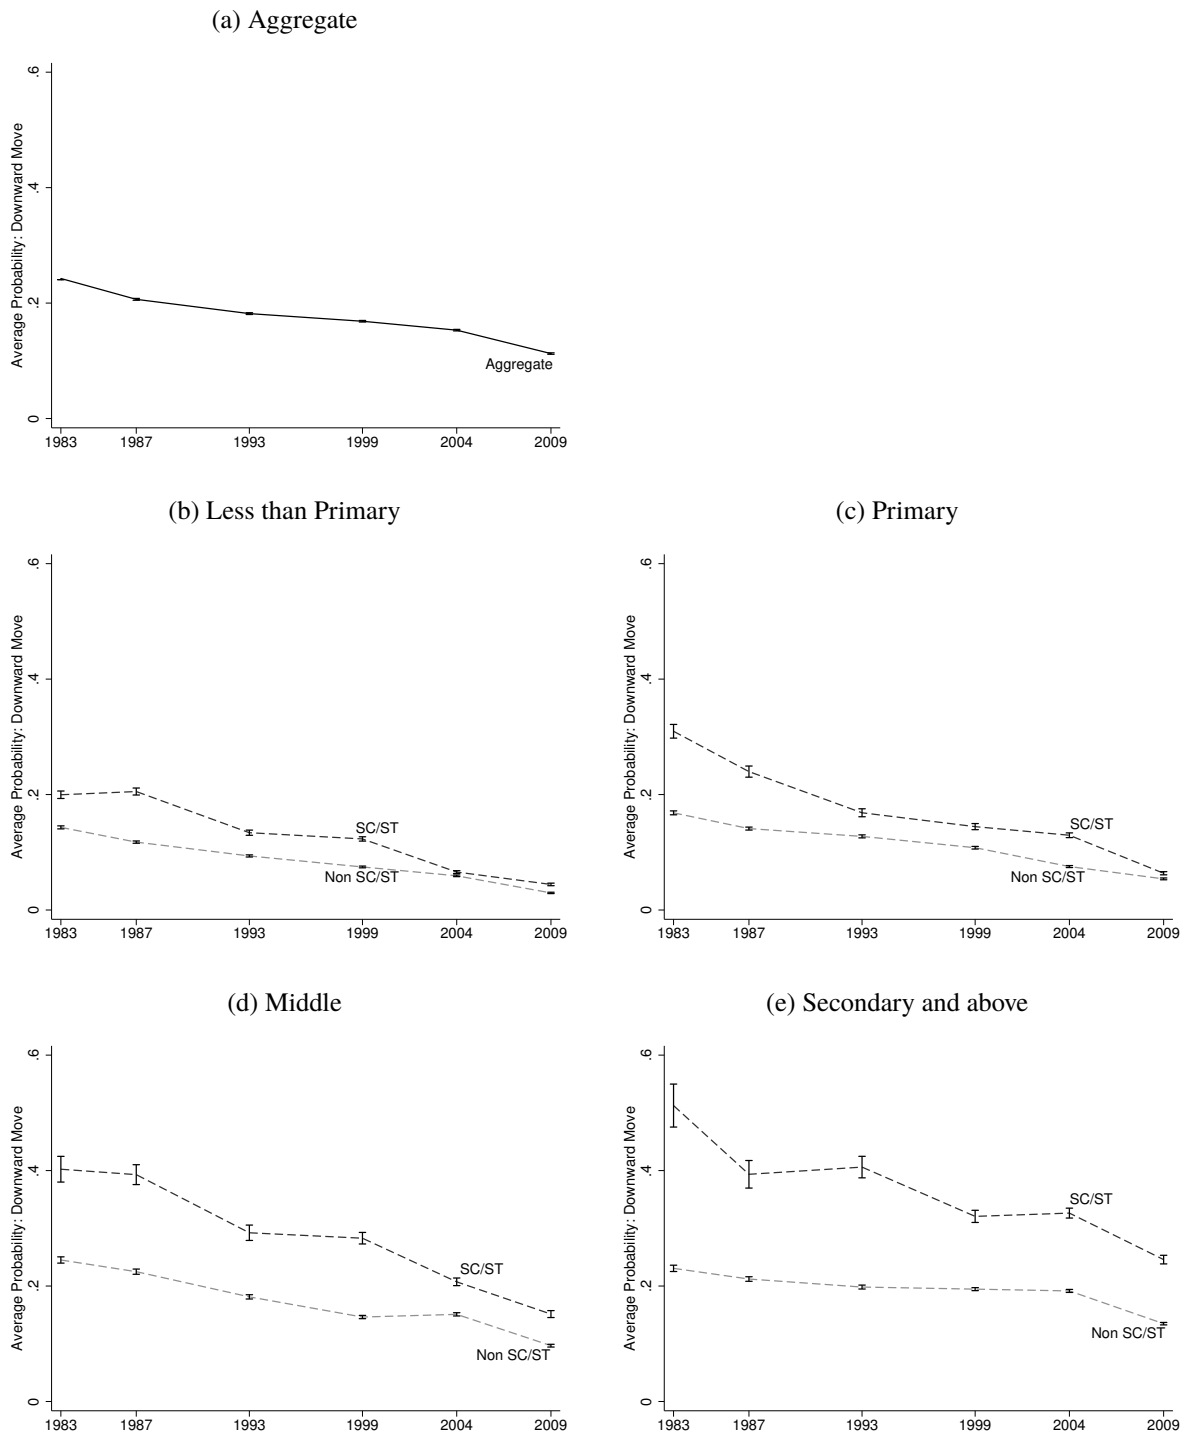 (a) Aggregate
Average Probability: Downward Move
.6
.4
.2
0
Aggregate
1983 1987 1993 1999 2004 2009
(b) Less than Primary
Average Probability: Downward Move
.6
.4
.2
0
SC/ST
Non SC/ST
1983 1987 1993 1999 2004 2009
(c) Primary
Average Probability: Downward Move
.6
.4
.2
0
SC/ST
Non SC/ST
1983 1987 1993 1999 2004 2009
(d) Middle
Average Probability: Downward Move
.6
.4
.2
0
SC/ST
Non SC/ST
1983 1987 1993 1999 2004 2009
(e) Secondary and above
Average Probability: Downward Move
.6
.4
.2
0
SC/ST
Non SC/ST
1983 1987 1993 1999 2004 2009